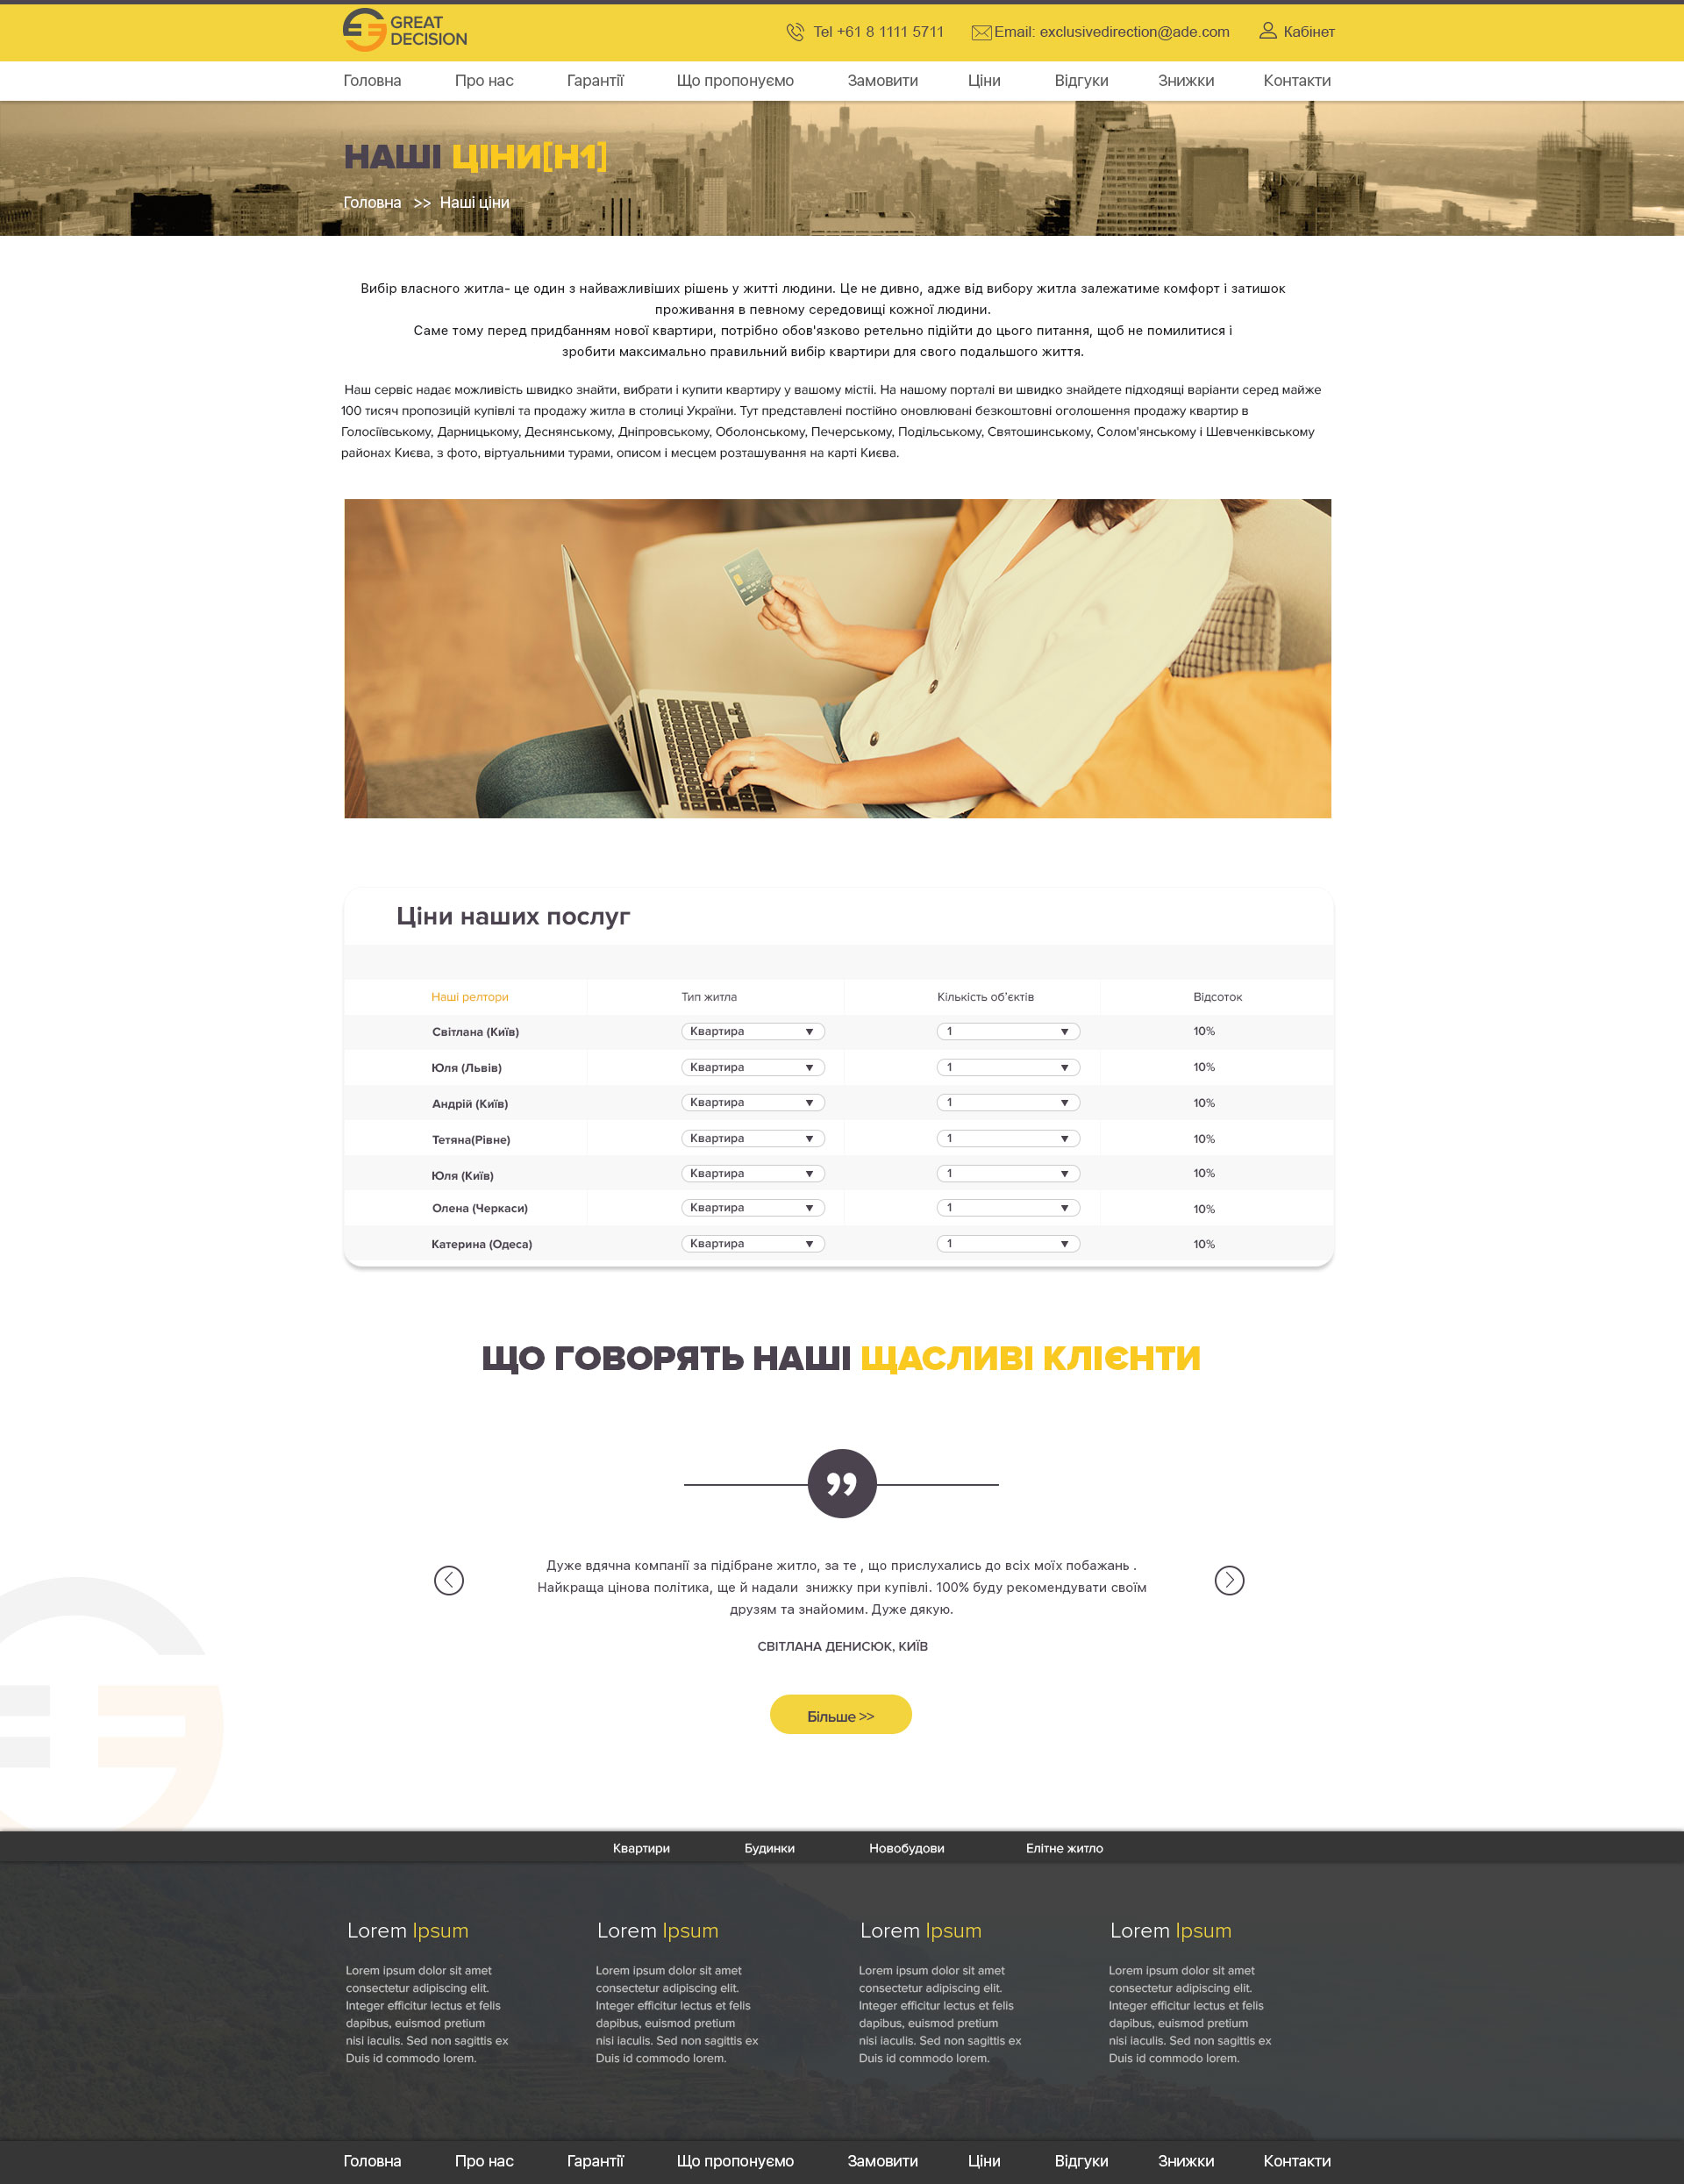 GREAT
DECISION
Tel +61 8 1111 5711
Email: exclusivedirection@ade.com
Кабінет
Головна Про нас Гарантії Що пропонуємо Замовити Ціни Відгуки Знижки Контакти
НАШІ ЦІНИ[H1]
Головна >> Наші ціни
Вибір власного житла- це один з найважливіших рішень у житті людини. Це не дивно, адже від вибору житла залежатиме комфорт і затишок
проживання в певному середовищі кожної людини.
Саме тому перед придбанням нової квартири, потрібно обов'язково ретельно підійти до цього питання, щоб не помилитися і
зробити максимально правильний вибір квартири для свого подальшого життя.
Наш сервіс надає можливість швидко знайти, вибрати і купити квартиру у вашому містіі. На нашому порталі ви швидко знайдете підходящі варіанти серед майже
100 тисяч пропозицій купівлі та продажу житла в столиці України. Тут представлені постійно оновлювані безкоштовні оголошення продажу квартир в
Голосіївському, Дарницькому, Деснянському, Дніпровському, Оболонському, Печерському, Подільському, Святошинському, Солом'янському і Шевченківському
районах Києва, з фото, віртуальними турами, описом і месцем розташування на карті Києва.
Ціни наших послуг
Наші релтори Тип житла Кількість об'єктів Відсоток
Світлана (Київ) Квартира 1 10%
Юля (Львів) Квартира 1 10%
Андрій (Київ) Квартира 1 10%
Тетяна(Рівне) Квартира 1 10%
Юля (Київ) Квартира 1 10%
Олена (Черкаси) Квартира 1 10%
Катерина (Одеса) Квартира 1 10%
ЩО ГОВОРЯТЬ НАШІ ЩАСЛИВІ КЛІЄНТИ
Дуже вдячна компанії за підібране житло, за те , що прислухались до всіх моїх побажань .
Найкраща цінова політика, ще й надали знижку при купівлі. 100% буду рекомендувати своїм
друзям та знайомим. Дуже дякую.
СВІТЛАНА ДЕНИСЮК, КИЇВ
Більше >>
Квартири Будинки Новобудови Елітне житло
Lorem Ipsum Lorem Ipsum Lorem Ipsum Lorem Ipsum
Lorem ipsum dolor sit amet Lorem ipsum dolor sit amet Lorem ipsum dolor sit amet Lorem ipsum dolor sit amet
consectetur adipiscing elit. consectetur adipiscing elit. consectetur adipiscing elit. consectetur adipiscing elit.
Integer efficitur lectus et felis Integer efficitur lectus et felis Integer efficitur lectus et felis Integer efficitur lectus et felis
dapibus, euismod pretium dapibus, euismod pretium dapibus, euismod pretium dapibus, euismod pretium
nisi iaculis. Sed non sagittis ex nisi iaculis. Sed non sagittis ex nisi iaculis. Sed non sagittis ex nisi iaculis. Sed non sagittis ex
Duis id commodo lorem. Duis id commodo lorem. Duis id commodo lorem. Duis id commodo lorem.
Головна Про нас Гарантії Що пропонуємо Замовити Ціни Відгуки Знижки Контакти